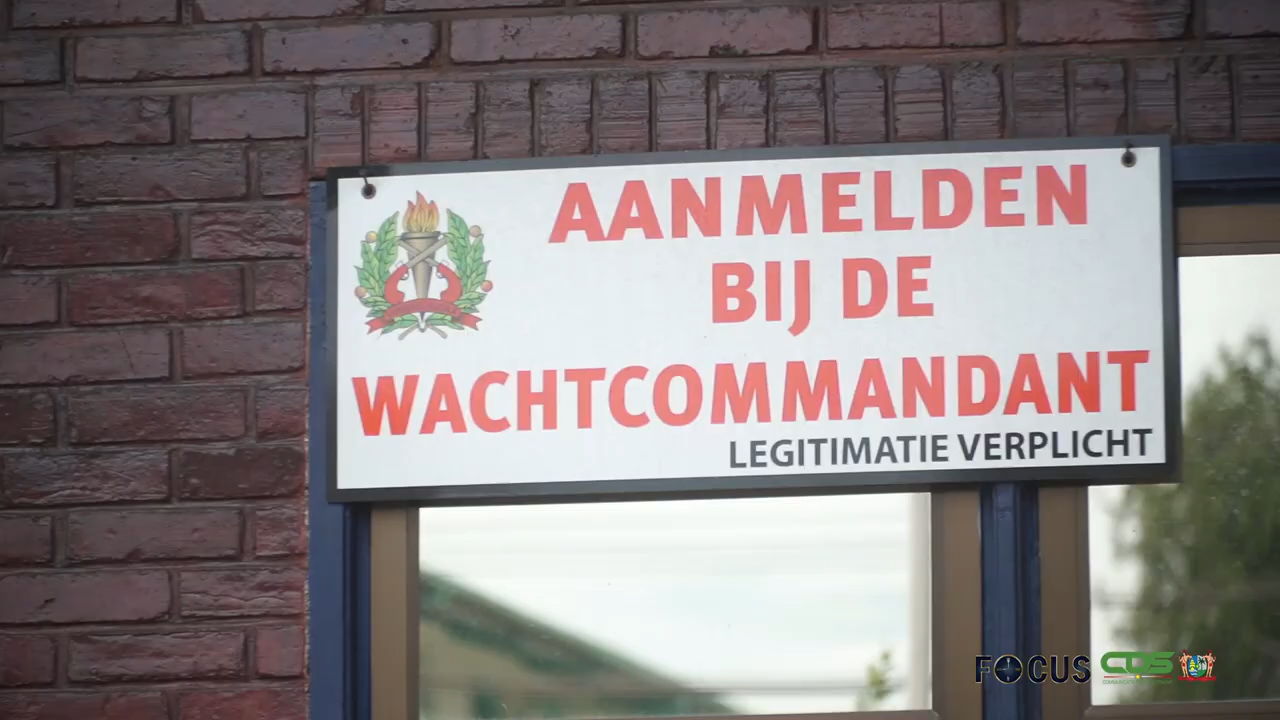 AANMELDEN
BIJ DE
WACHTCOMMANDANT
LEGITIMATIE VERPLICHT
FOCUS CDS